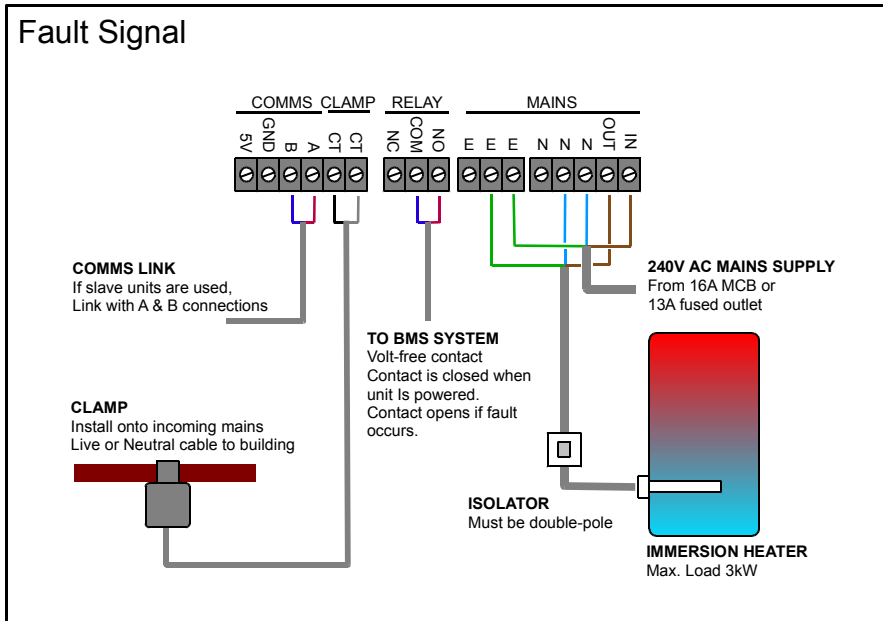 Fault Signal
COMMS CLAMP RELAY MAINS
5V GND B A CT CT NC COM NO E E E N N N OUT IN
COMMS LINK
If slave units are used,
Link with A & B connections
240V AC MAINS SUPPLY
From 16A MCB or
13A fused outlet
TO BMS SYSTEM
Volt-free contact
Contact is closed when
unit Is powered.
Contact opens if fault
occurs.
CLAMP
Install onto incoming mains
Live or Neutral cable to building
ISOLATOR
Must be double-pole
IMMERSION HEATER
Max. Load 3kW